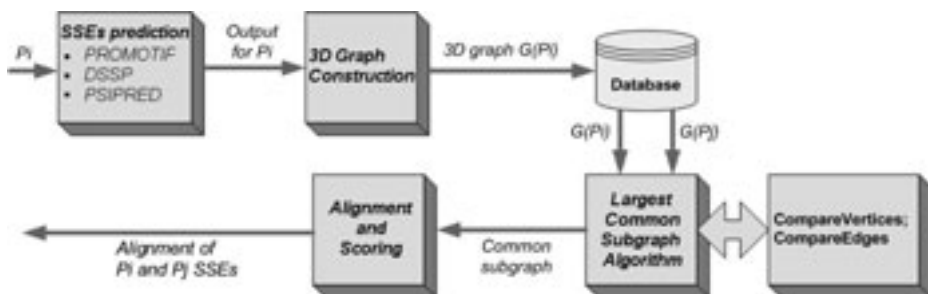 Pi
SSEs prediction
• PROMOTIF
• DSSP
• PSIPRED
Output
for Pi
3D Graph
Construction
3D graph G(Pi)
Database
G(Pi)
G(Pj)
Largest
Common
Subgraph
Algorithm
CompareVertices;
CompareEdges
Common
subgraph
Alignment
and
Scoring
Alignment of
Pi and Pj SSEs